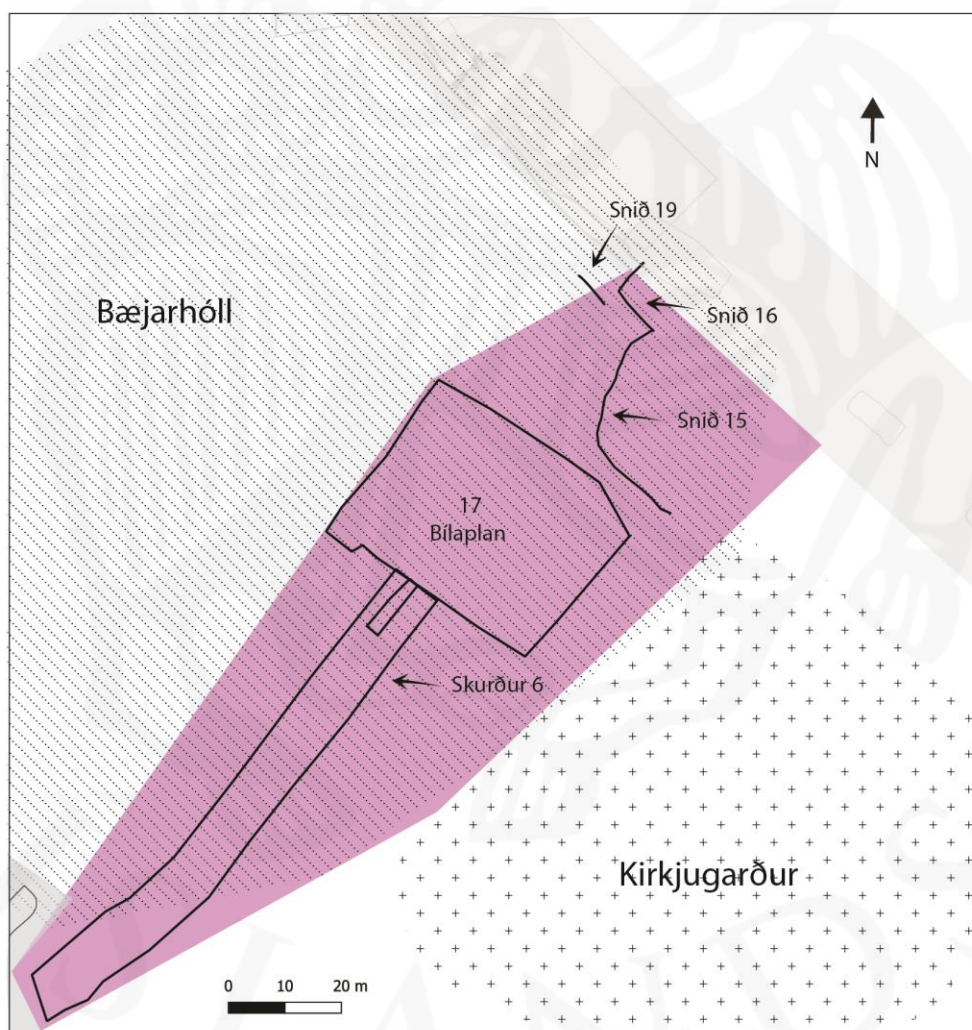 N
Snið 19
Bæjarhóll
Snið 16
Snið 15
17
Bílaplan
Skurður 6
Kirkjugarður
0 10 20 m